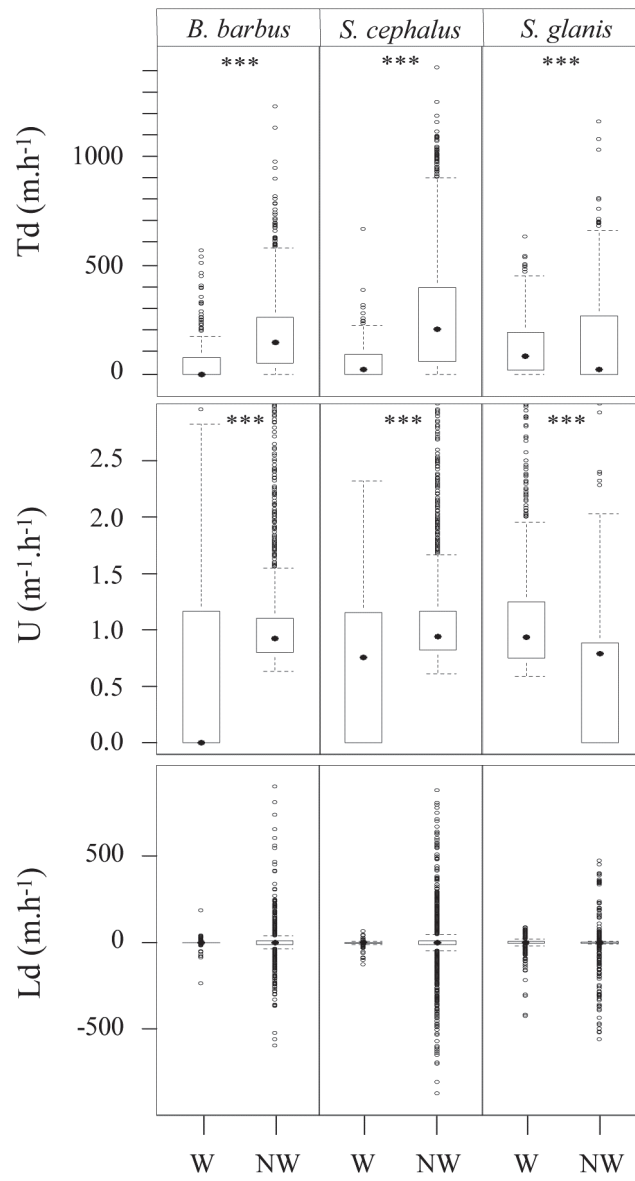 B. barbus S. cephalus S. glanis
*** *** ***
Td (m.h⁻¹)
1000
500
0
*** *** ***
U (m⁻¹.h⁻¹)
2.5
2.0
1.5
1.0
0.5
0.0
Ld (m.h⁻¹)
500
0
-500
W NW W NW W NW